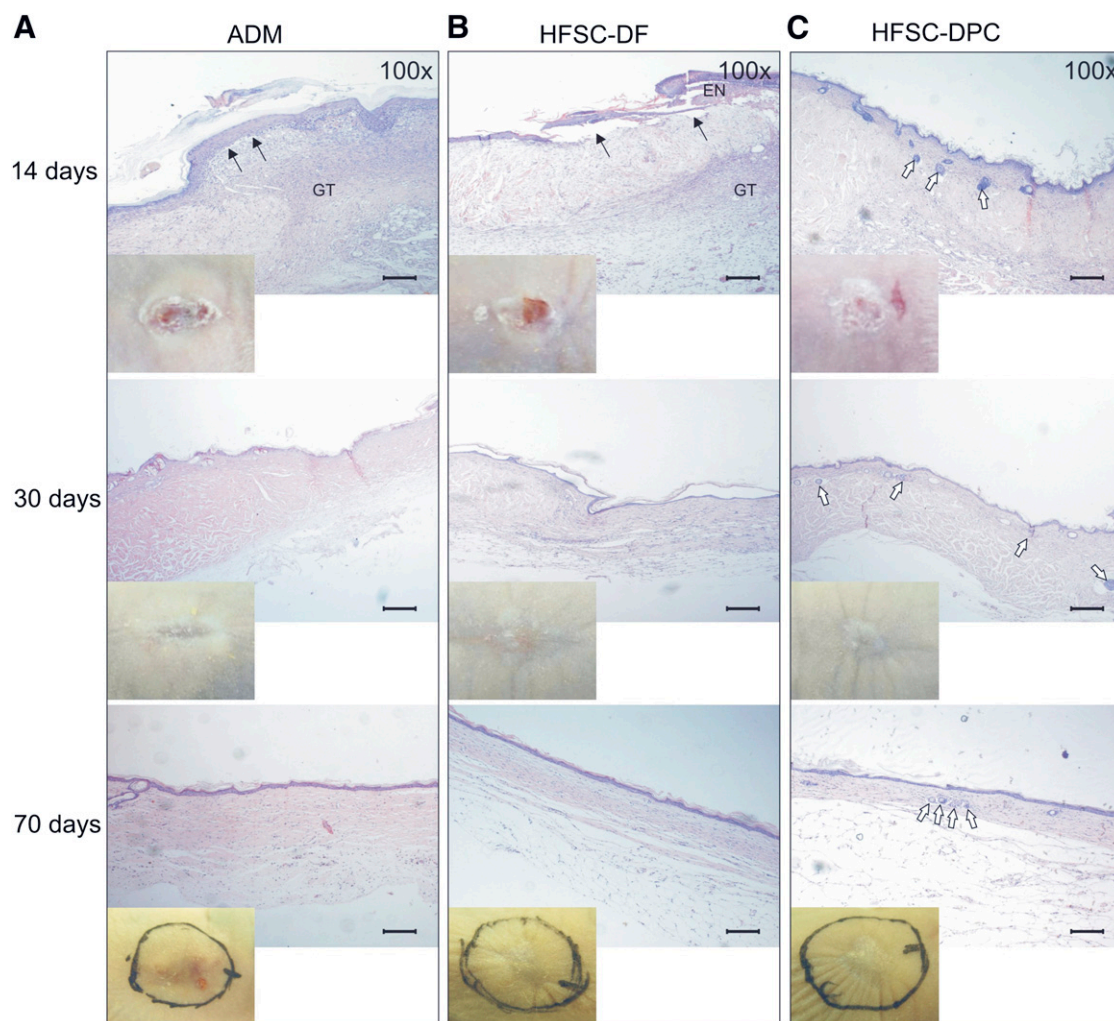 A B C
ADM HFSC-DF HFSC-DPC
14 days
100x 100x 100x
EN
GT GT
30 days
70 days